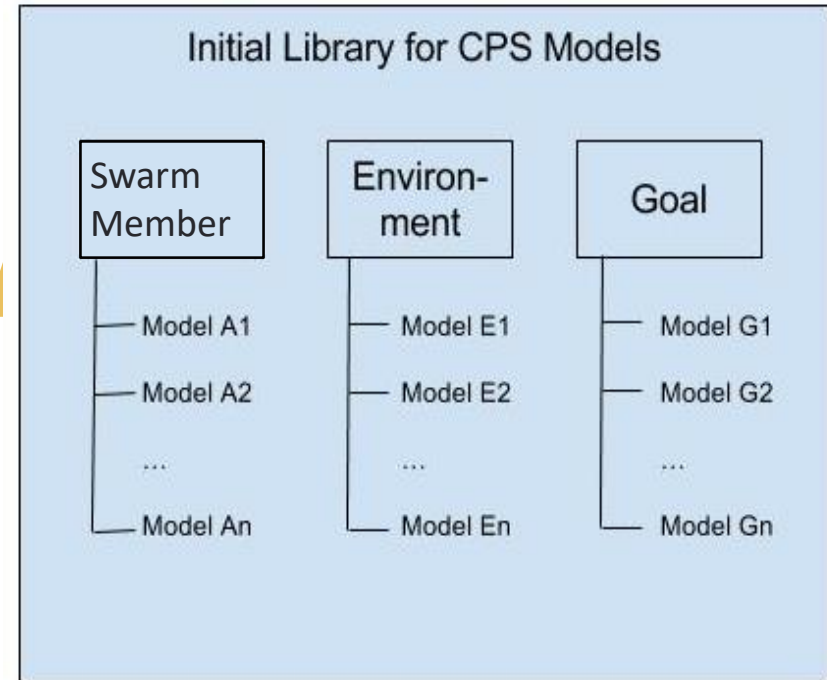 Initial Library for CPS Models
Swarm
Member
Model A1
Model A2
...
Model An
Environ-
ment
Model E1
Model E2
...
Model En
Goal
Model G1
Model G2
...
Model Gn